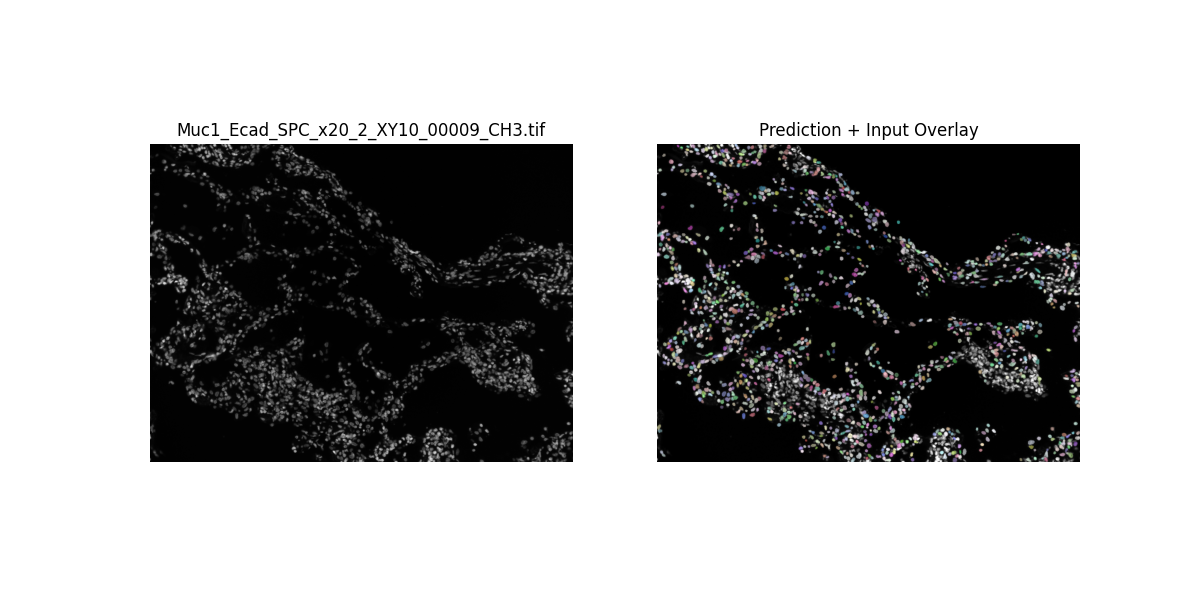 Muc1_Ecad_SPC_x20_2_XY10_00009_CH3.tif
Prediction + Input Overlay